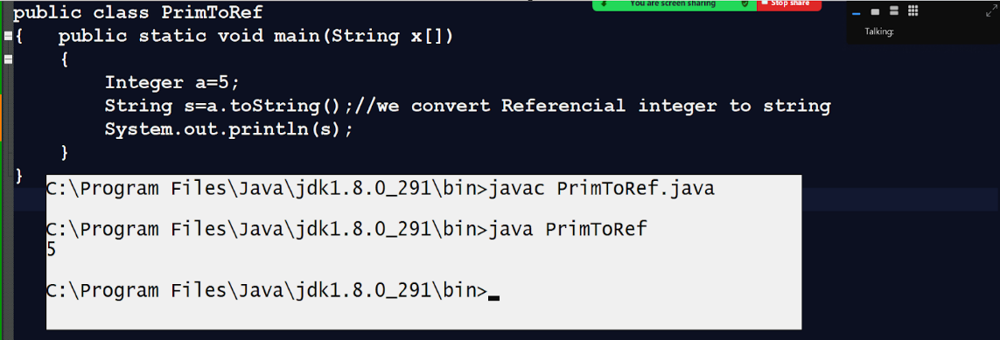 public class PrimToRef
You are screen sharing
Stop share
{ public static void main(String x[])
Talking:
{
Integer a=5;
String s=a.toString();//we convert Referencial integer to string
System.out.println(s);
}
}
C:\Program Files\Java\jdk1.8.0_291\bin>javac PrimToRef.java
C:\Program Files\Java\jdk1.8.0_291\bin>java PrimToRef
5
C:\Program Files\Java\jdk1.8.0_291\bin>_